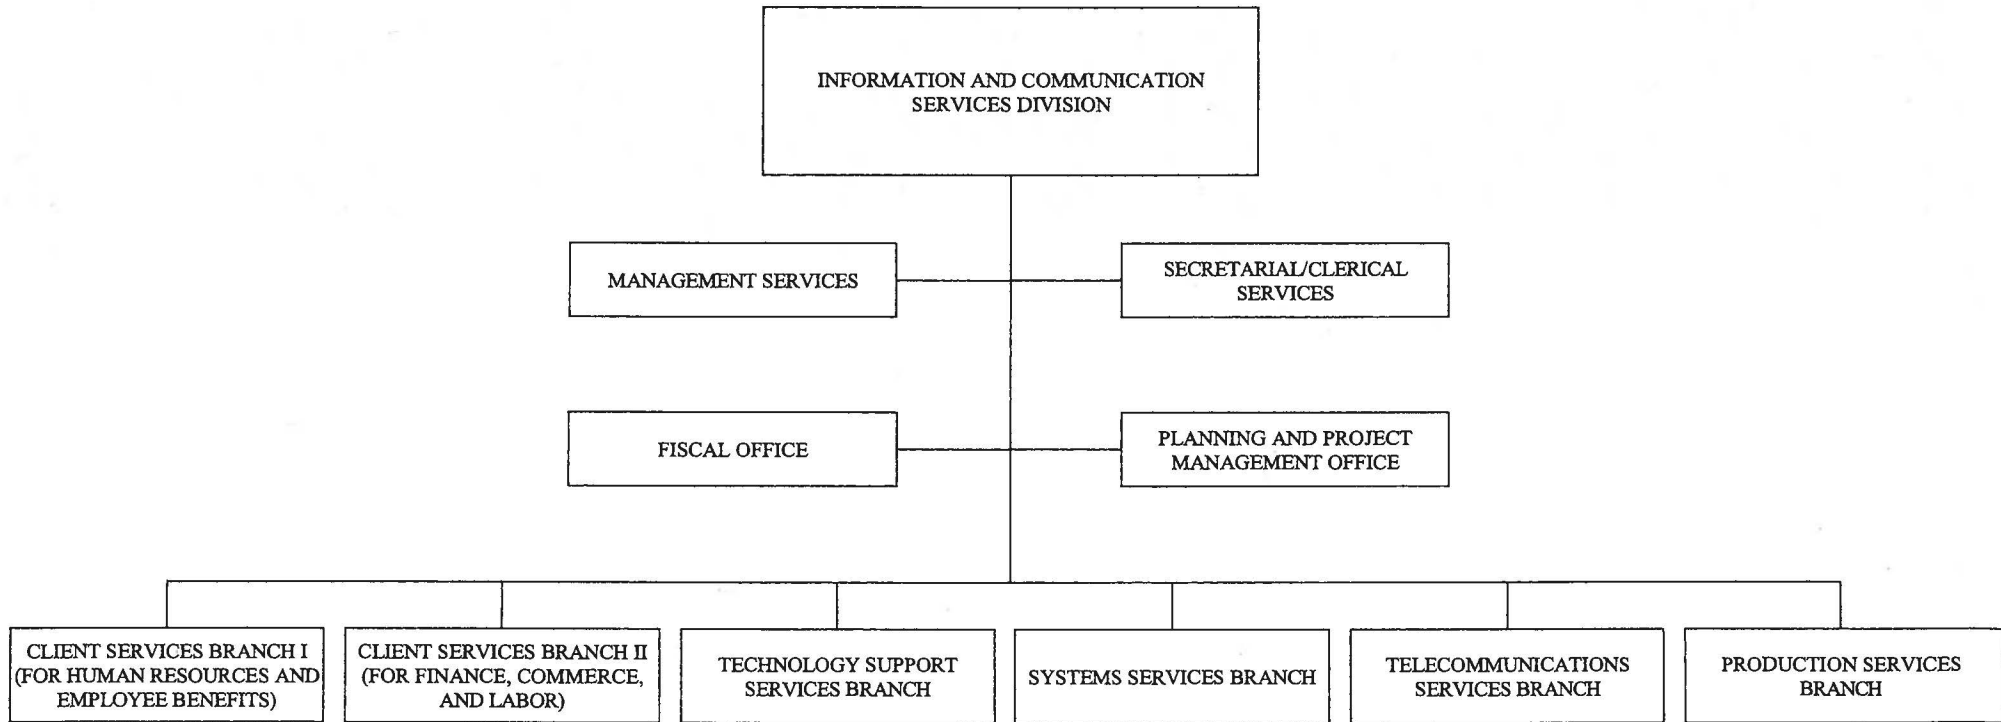 INFORMATION AND COMMUNICATION
SERVICES DIVISION
MANAGEMENT SERVICES
SECRETARIAL/CLERICAL
SERVICES
FISCAL OFFICE
PLANNING AND PROJECT
MANAGEMENT OFFICE
CLIENT SERVICES BRANCH I
(FOR HUMAN RESOURCES AND
EMPLOYEE BENEFITS)
CLIENT SERVICES BRANCH II
(FOR FINANCE, COMMERCE,
AND LABOR)
TECHNOLOGY SUPPORT
SERVICES BRANCH
SYSTEMS SERVICES BRANCH
TELECOMMUNICATIONS
SERVICES BRANCH
PRODUCTION SERVICES
BRANCH